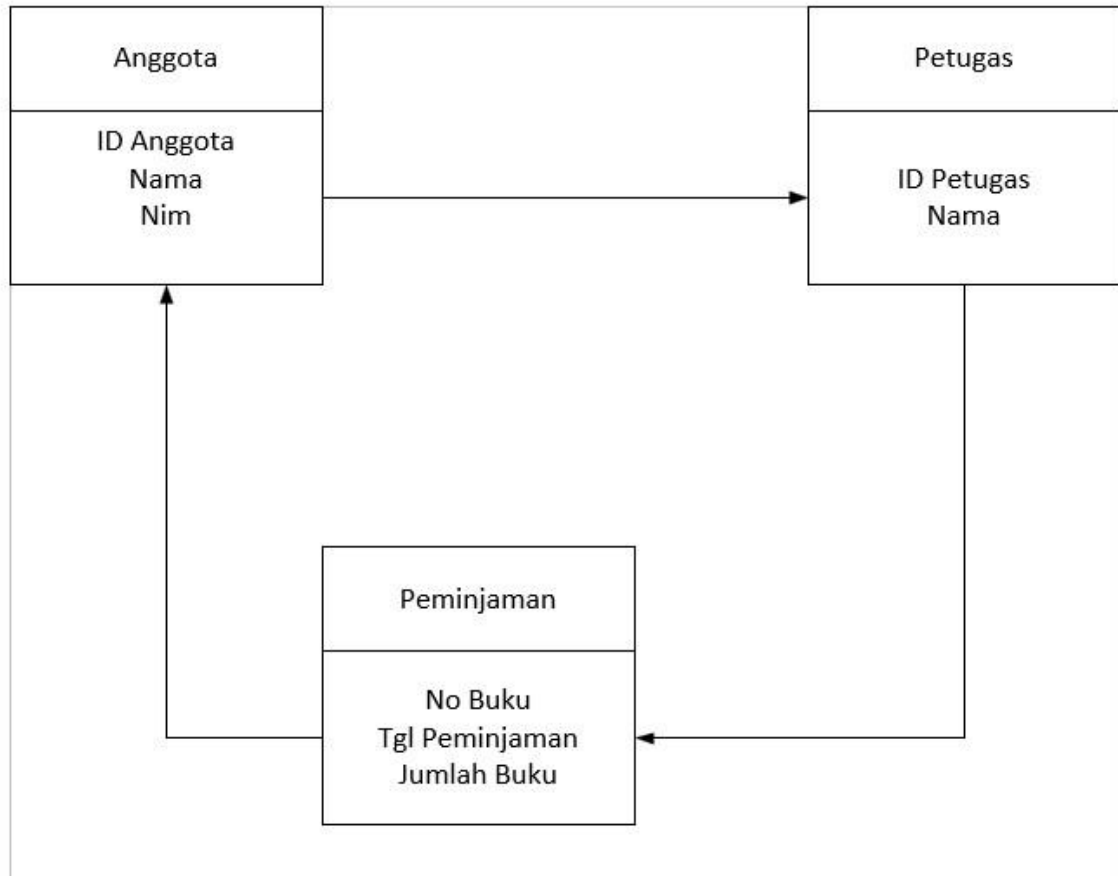 Anggota
ID Anggota
Nama
Nim
Petugas
ID Petugas
Nama
Peminjaman
No Buku
Tgl Peminjaman
Jumlah Buku